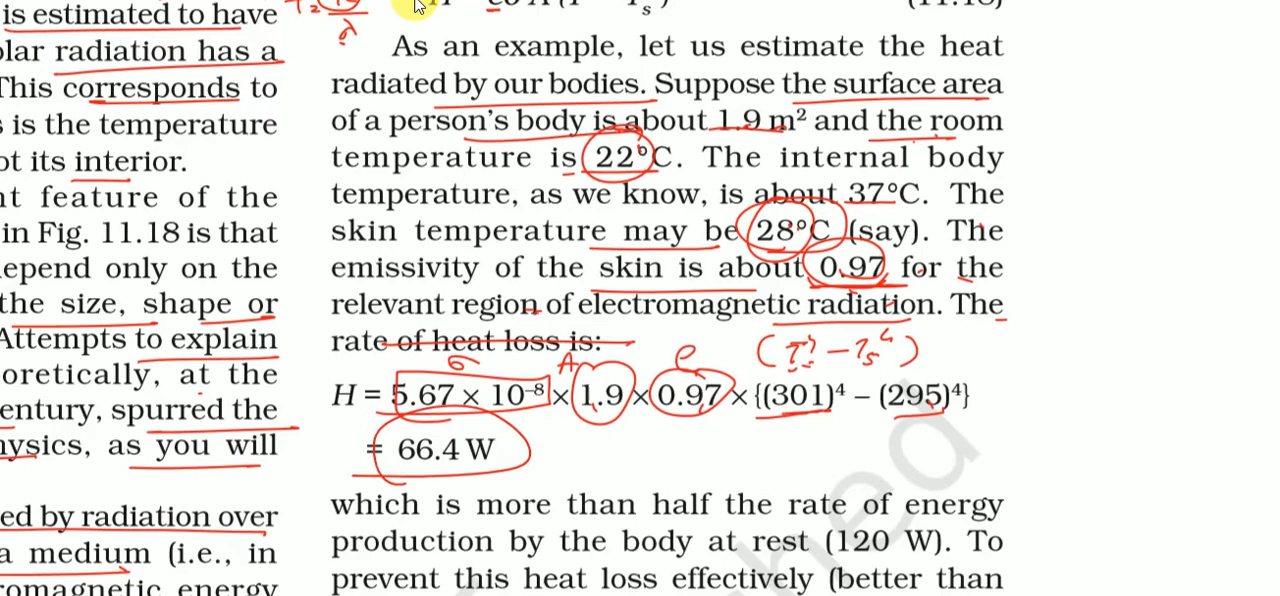 is estimated to have
olar radiation has a
This corresponds to
s is the temperature
ot its interior.
nt feature of the
in Fig. 11.18 is that
epend only on the
the size, shape or
Attempts to explain
oretically, at the
entury, spurred the
hysics, as you will
ed by radiation over
a medium (i.e., in
romagnetic energy
As an example, let us estimate the heat
radiated by our bodies. Suppose the surface area
of a person's body is about 1.9 m² and the room
temperature is 22°C. The internal body
temperature, as we know, is about 37°C. The
skin temperature may be 28°C (say). The
emissivity of the skin is about 0.97 for the
relevant region of electromagnetic radiation. The
rate of heat loss is:
σ A e (T⁴ – Ts⁴)
H = 5.67 × 10⁻⁸ × 1.9 × 0.97 × {(301)⁴ – (295)⁴}
= 66.4 W
which is more than half the rate of energy
production by the body at rest (120 W). To
prevent this heat loss effectively (better than